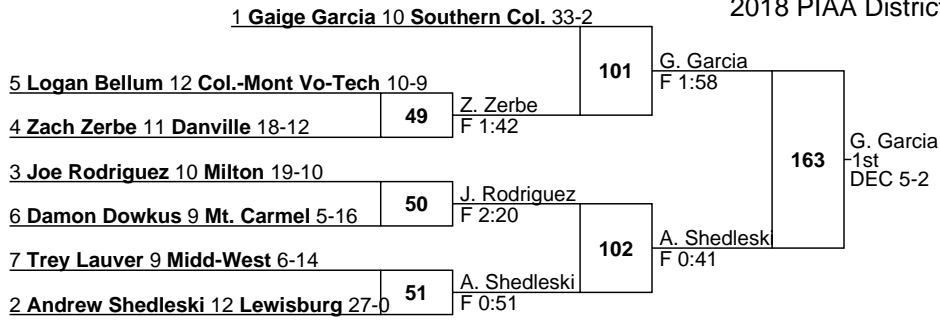 2018 PIAA District
1 Gaige Garcia 10 Southern Col. 33-2
101
G. Garcia
F 1:58
5 Logan Bellum 12 Col.-Mont Vo-Tech 10-9
49
Z. Zerbe
F 1:42
4 Zach Zerbe 11 Danville 18-12
163
G. Garcia
1st
DEC 5-2
3 Joe Rodriguez 10 Milton 19-10
50
J. Rodriguez
F 2:20
6 Damon Dowkus 9 Mt. Carmel 5-16
102
A. Shedleski
F 0:41
7 Trey Lauver 9 Midd-West 6-14
51
A. Shedleski
F 0:51
2 Andrew Shedleski 12 Lewisburg 27-0